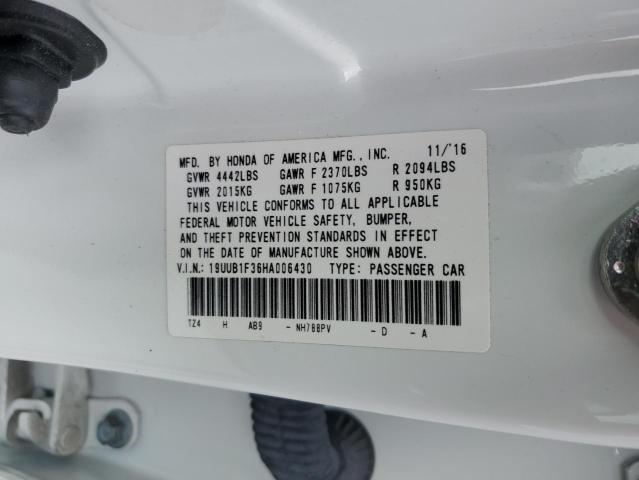 MFD. BY HONDA OF AMERICA MFG., INC. 11/'16
GVWR 4442LBS GAWR F 2370LBS R 2094LBS
GVWR 2015KG GAWR F 1075KG R 950KG
THIS VEHICLE CONFORMS TO ALL APPLICABLE
FEDERAL MOTOR VEHICLE SAFETY, BUMPER,
AND THEFT PREVENTION STANDARDS IN EFFECT
ON THE DATE OF MANUFACTURE SHOWN ABOVE.
V.I.N.: 19UUB1F36HA006430 TYPE: PASSENGER CAR
TZ4 H AB9 - NH788PV - D - A